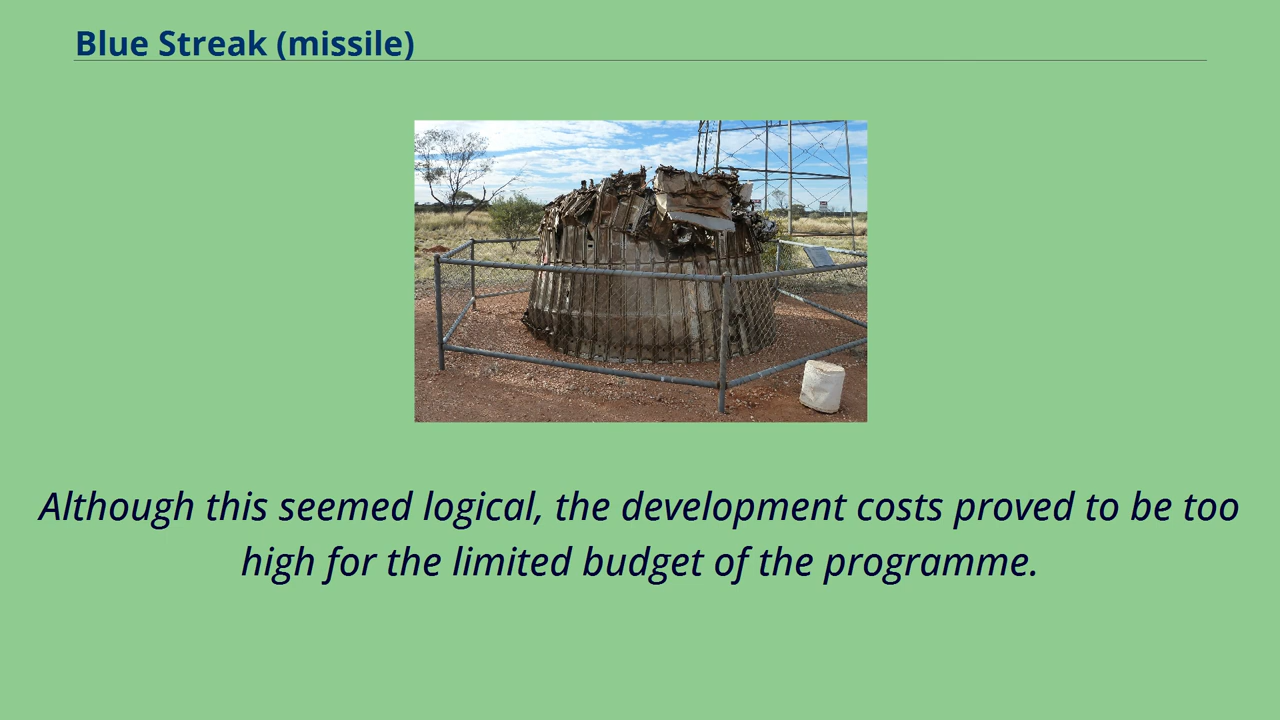 Blue Streak (missile)
Although this seemed logical, the development costs proved to be too
high for the limited budget of the programme.